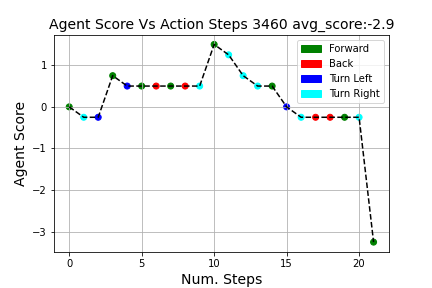 Agent Score Vs Action Steps 3460 avg_score:-2.9
Forward
Back
Turn Left
Turn Right
Agent Score
1
0
−1
−2
−3
0 5 10 15 20
Num. Steps